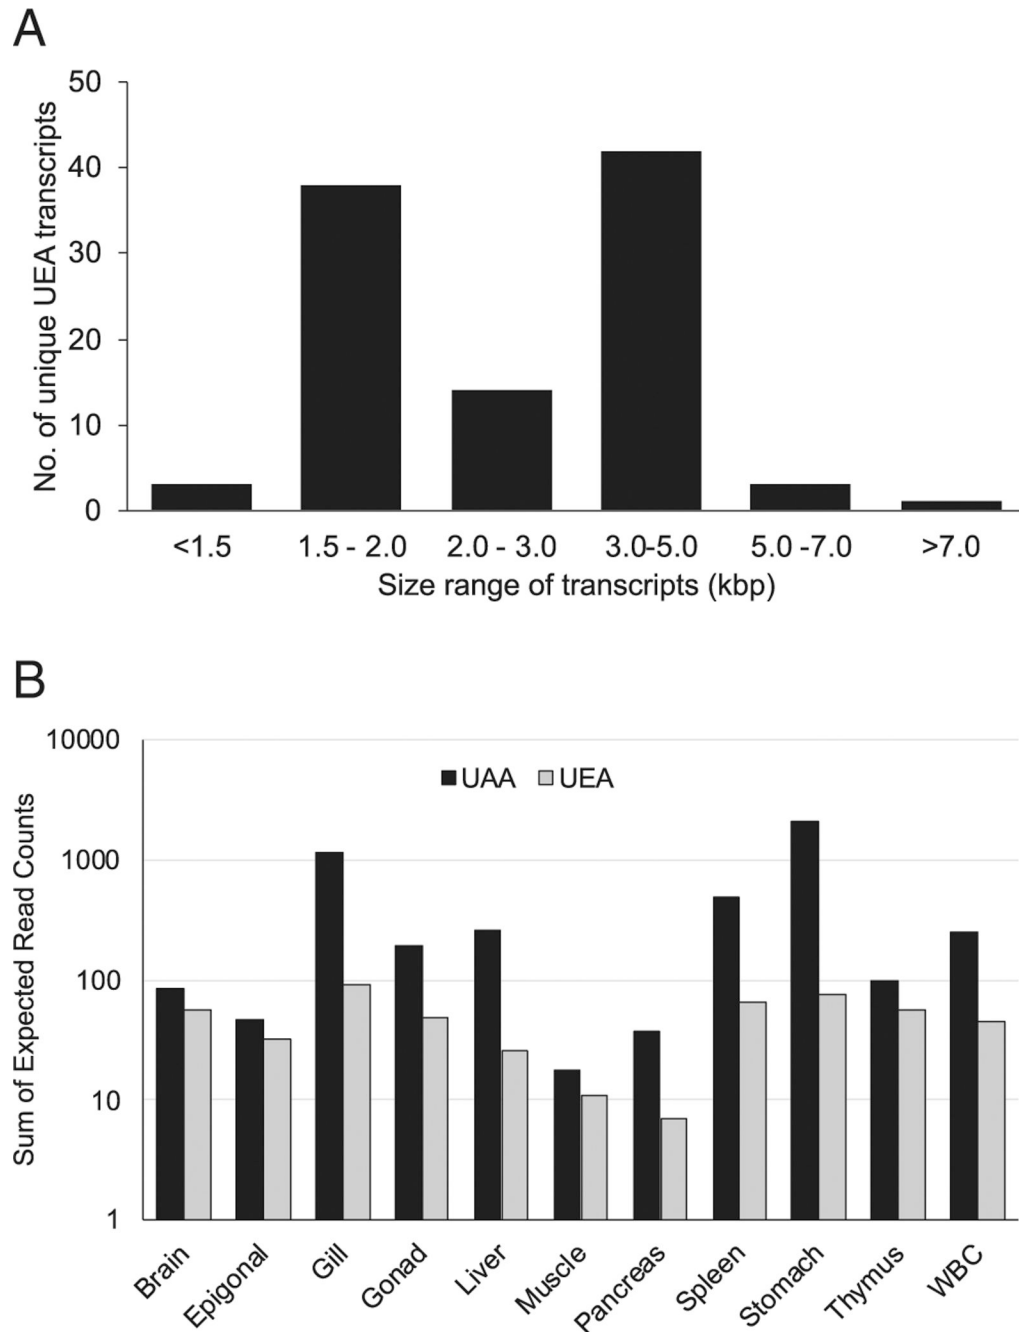 A
No. of unique UEA transcripts
50
40
30
20
10
0
<1.5 1.5 - 2.0 2.0 - 3.0 3.0-5.0 5.0 -7.0 >7.0
Size range of transcripts (kbp)
B
Sum of Expected Read Counts
10000
1000
100
10
1
UAA UEA
Brain Epigonal Gill Gonad Liver Muscle Pancreas Spleen Stomach Thymus WBC